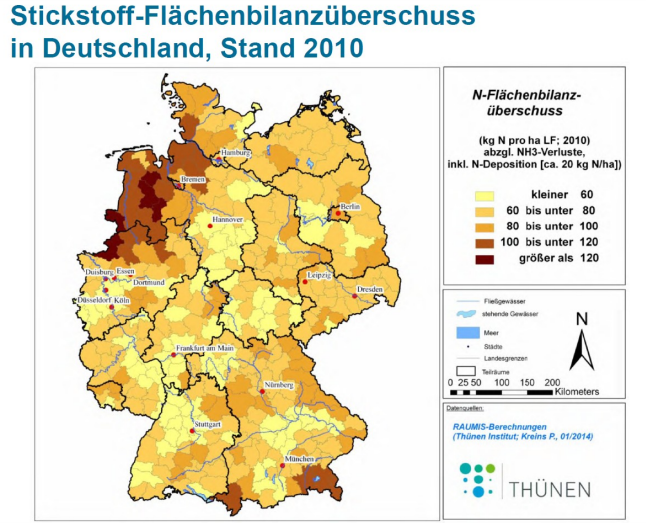 Stickstoff-Flächenbilanzüberschuss
in Deutschland, Stand 2010
Hamburg
Bremen
Berlin
Hannover
Duisburg Essen
Dortmund
Leipzig
Düsseldorf Köln
Dresden
Frankfurt am Main
Nürnberg
Stuttgart
München
N-Flächenbilanz-
überschuss
(kg N pro ha LF; 2010)
abzgl. NH3-Verluste,
inkl. N-Deposition [ca. 20 kg N/ha])
kleiner 60
60 bis unter 80
80 bis unter 100
100 bis unter 120
größer als 120
Fließgewässer
stehende Gewässer
Meer
Städte
Landesgrenzen
Teilräume
N
0 25 50 100 150 200
Kilometers
Datenquellen:
RAUMIS-Berechnungen
(Thünen Institut; Kreins P., 01/2014)
THÜNEN